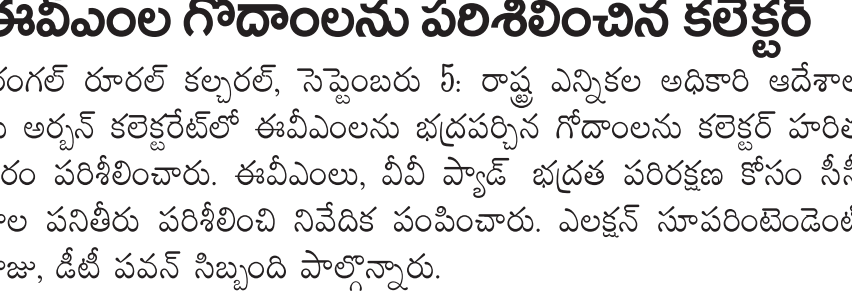 ఈవీఎంల గోదాంలను పరిశీలించిన కలెక్టర్
రంగల్ రూరల్ కల్చరల్, సెప్టెంబరు 5: రాష్ట్ర ఎన్నికల అధికారి ఆదేశాల
అర్బన్ కలెక్టరేట్‌లో ఈవీఎంలను భద్రపర్చిన గోదాంలను కలెక్టర్ హరిత
రం పరిశీలించారు. ఈవీఎంలు, వీవీ ప్యాడ్ భద్రత పరిరక్షణ కోసం సీసీ
ల పనితీరు పరిశీలించి నివేదిక పంపించారు. ఎలక్షన్ సూపరింటెండెంట్
జు, డీటీ పవన్ సిబ్బంది పాల్గొన్నారు.